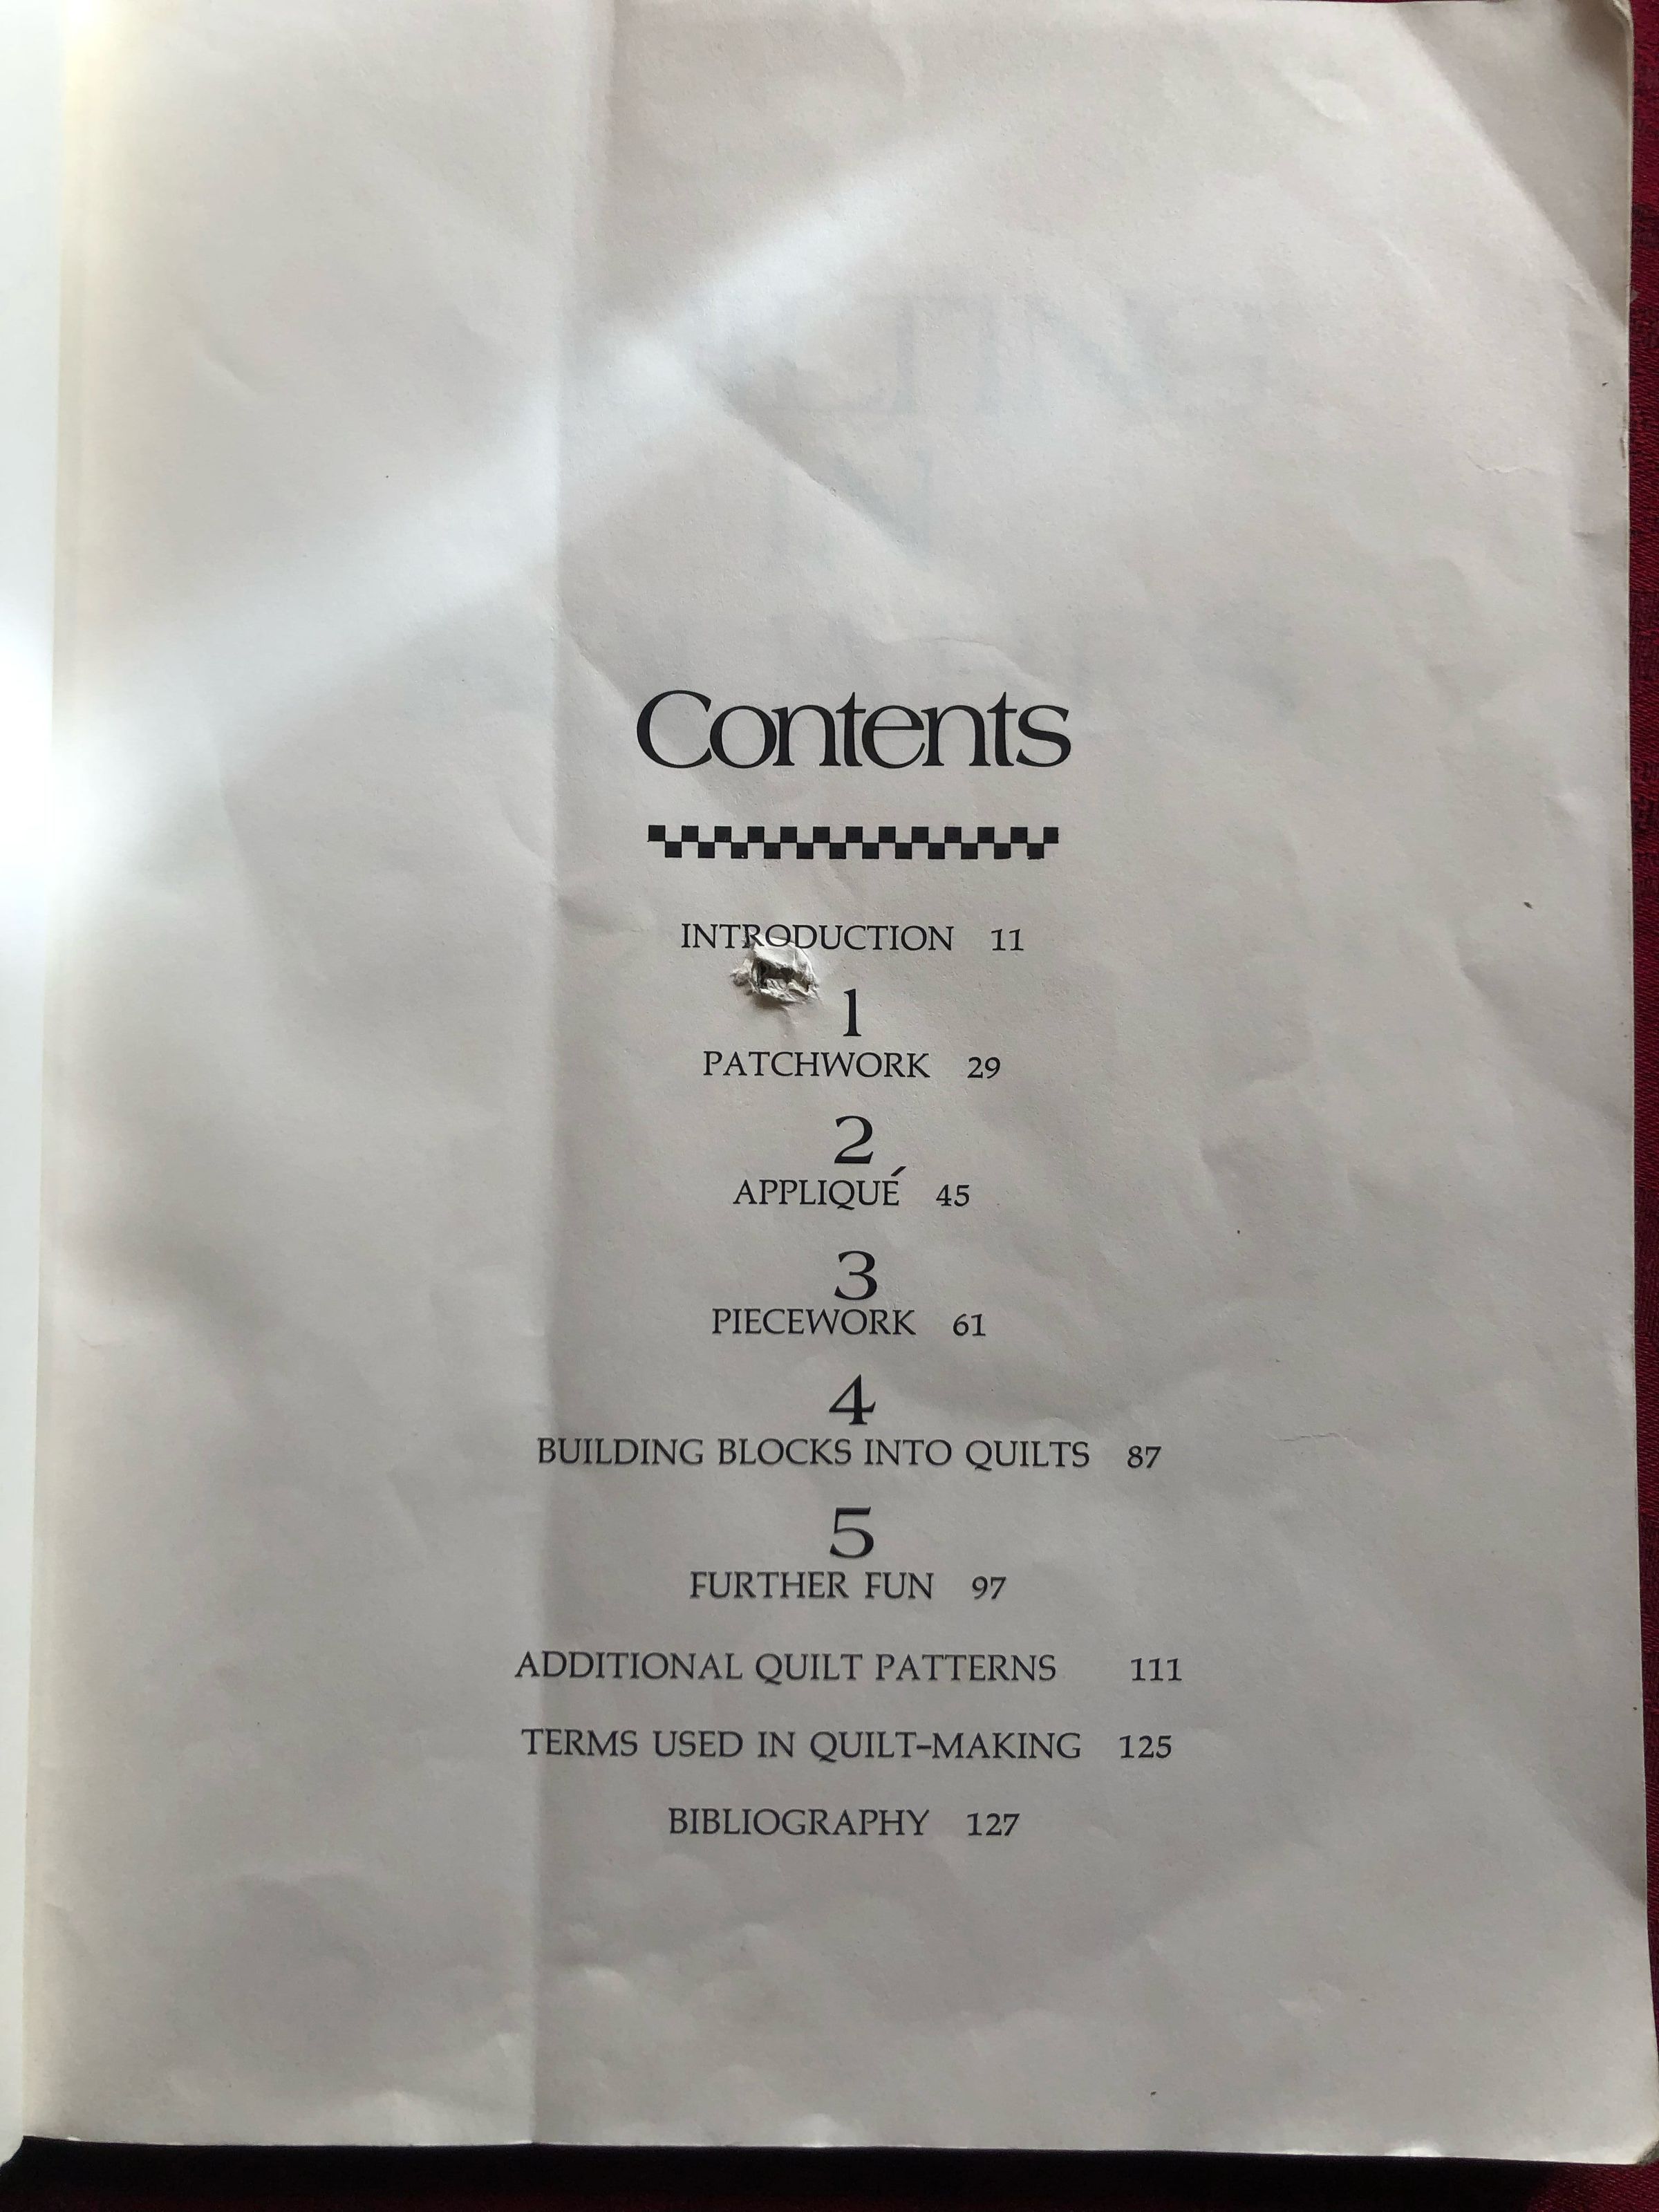 Contents
INTRODUCTION 11
1
PATCHWORK 29
2
APPLIQUÉ 45
3
PIECEWORK 61
4
BUILDING BLOCKS INTO QUILTS 87
5
FURTHER FUN 97
ADDITIONAL QUILT PATTERNS 111
TERMS USED IN QUILT–MAKING 125
BIBLIOGRAPHY 127